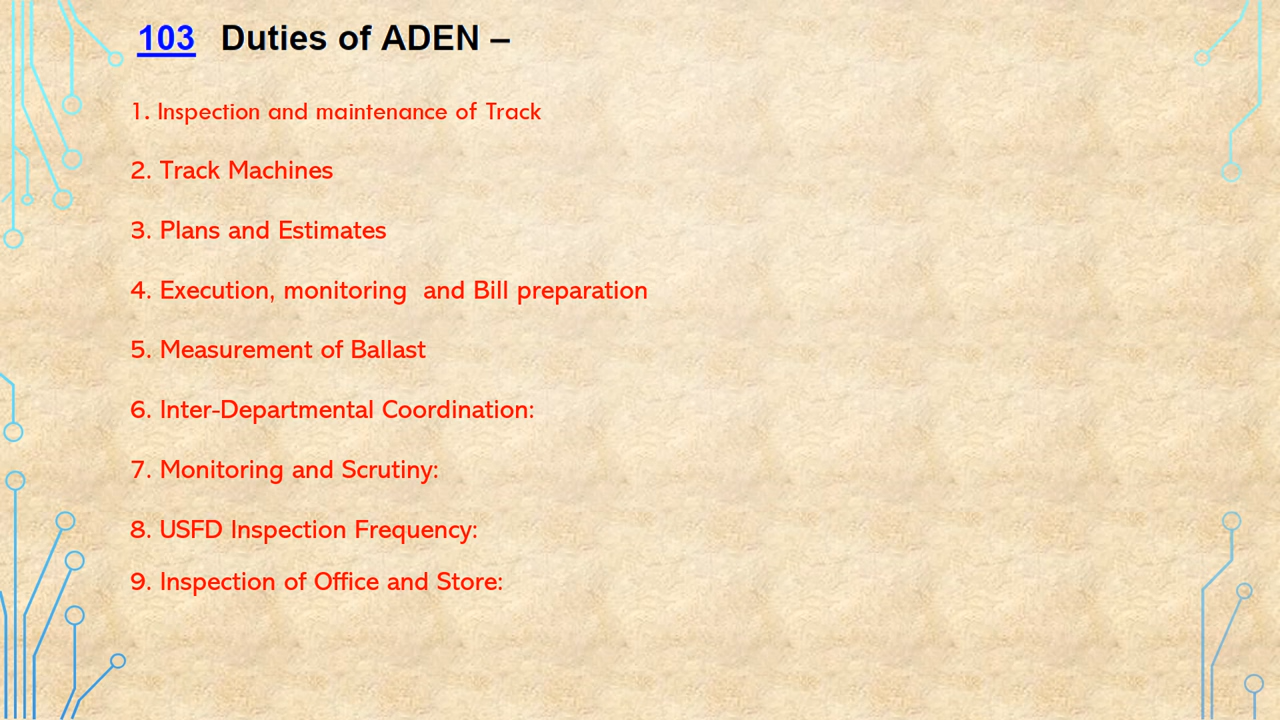 103 Duties of ADEN –
1. Inspection and maintenance of Track
2. Track Machines
3. Plans and Estimates
4. Execution, monitoring  and Bill preparation
5. Measurement of Ballast
6. Inter-Departmental Coordination:
7. Monitoring and Scrutiny:
8. USFD Inspection Frequency:
9. Inspection of Office and Store: